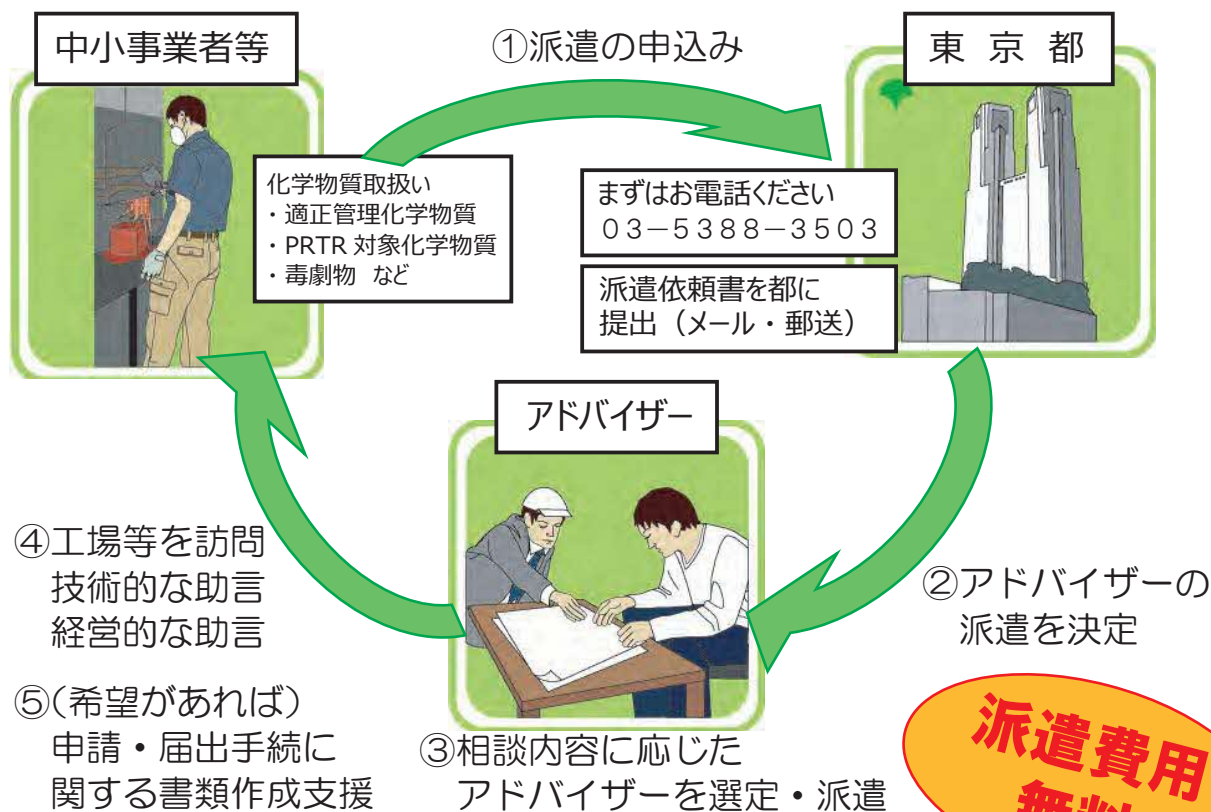 中小事業者等
①派遣の申込み
東 京 都
化学物質取扱い
・適正管理化学物質
・PRTR 対象化学物質
・毒劇物 など
まずはお電話ください
０３－５３８８－３５０３
派遣依頼書を都に
提出（メール・郵送）
アドバイザー
④工場等を訪問
技術的な助言
経営的な助言
②アドバイザーの
派遣を決定
⑤(希望があれば)
申請・届出手続に
関する書類作成支援
③相談内容に応じた
アドバイザーを選定・派遣
派遣費用
無料